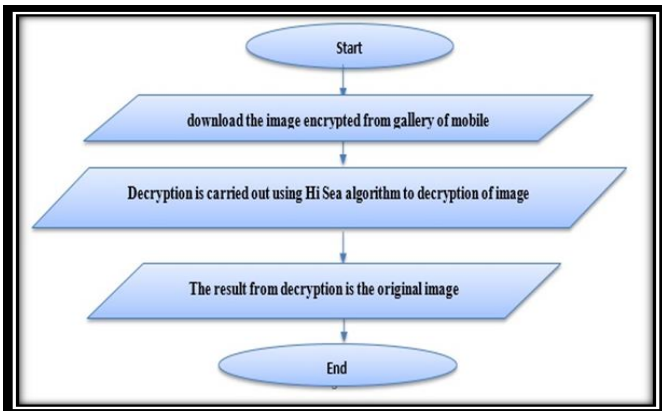 Start
download the image encrypted from gallery of mobile
Decryption is carried out using Hi Sea algorithm to decryption of image
The result from decryption is the original image
End